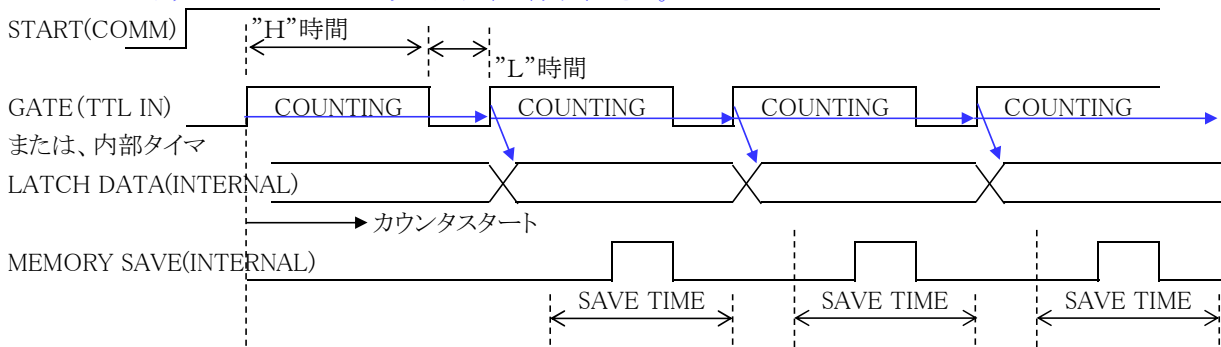 START(COMM)
”H”時間
”L”時間
GATE(TTL IN)
COUNTING
COUNTING
COUNTING
COUNTING
または、内部タイマ
LATCH DATA(INTERNAL)
カウンタスタート
MEMORY SAVE(INTERNAL)
SAVE TIME
SAVE TIME
SAVE TIME